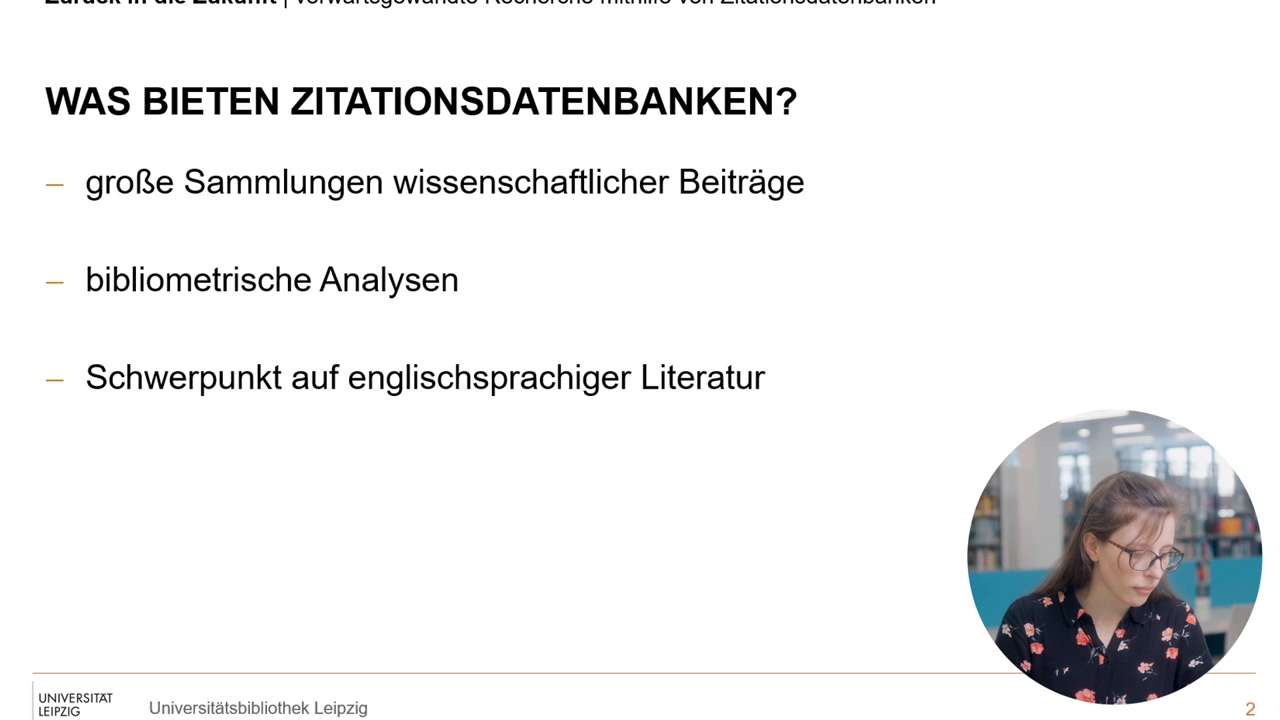 Zurück in die Zukunft | Vorwärtsgewandte Recherche mithilfe von Zitationsdatenbanken
WAS BIETEN ZITATIONSDATENBANKEN?
– große Sammlungen wissenschaftlicher Beiträge
– bibliometrische Analysen
– Schwerpunkt auf englischsprachiger Literatur
UNIVERSITÄT
LEIPZIG
Universitätsbibliothek Leipzig
2